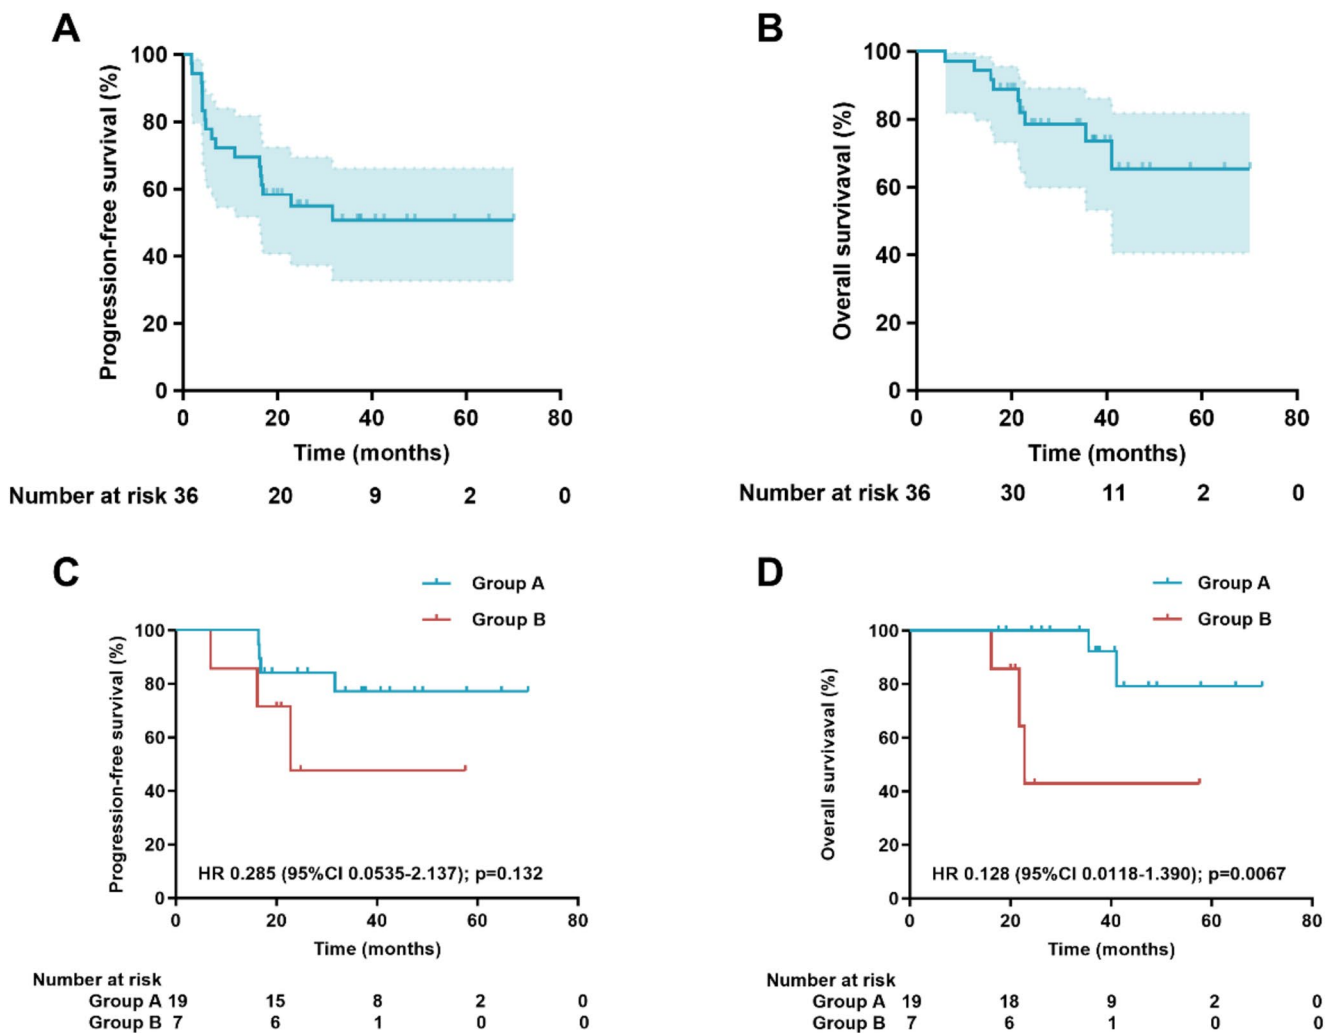 A
Progression-free survival (%)
100
80
60
40
20
0
0 20 40 60 80
Time (months)
Number at risk 36 20 9 2 0
B
Overall survivaval (%)
100
80
60
40
20
0
0 20 40 60 80
Time (months)
Number at risk 36 30 11 2 0
C
Group A
Group B
Progression-free survival (%)
100
80
60
40
20
0
HR 0.285 (95%CI 0.0535-2.137); p=0.132
0 20 40 60 80
Time (months)
Number at risk
Group A 19 15 8 2 0
Group B 7 6 1 0 0
D
Group A
Group B
Overall survivaval (%)
100
80
60
40
20
0
HR 0.128 (95%CI 0.0118-1.390); p=0.0067
0 20 40 60 80
Time (months)
Number at risk
Group A 19 18 9 2 0
Group B 7 6 1 0 0